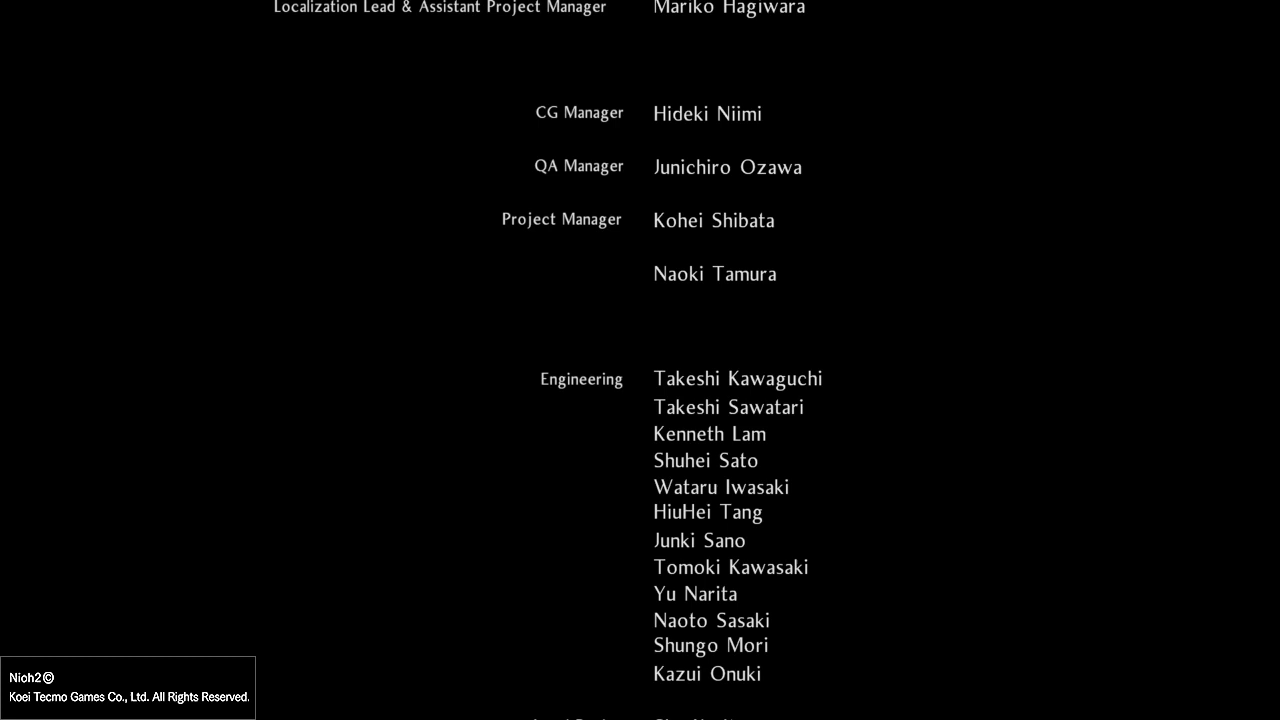 Localization Lead & Assistant Project Manager Mariko Hagiwara
CG Manager Hideki Niimi
QA Manager Junichiro Ozawa
Project Manager Kohei Shibata
Naoki Tamura
Engineering Takeshi Kawaguchi
Takeshi Sawatari
Kenneth Lam
Shuhei Sato
Wataru Iwasaki
HiuHei Tang
Junki Sano
Tomoki Kawasaki
Yu Narita
Naoto Sasaki
Shungo Mori
Kazui Onuki
Nioh2©
Koei Tecmo Games Co., Ltd. All Rights Reserved.